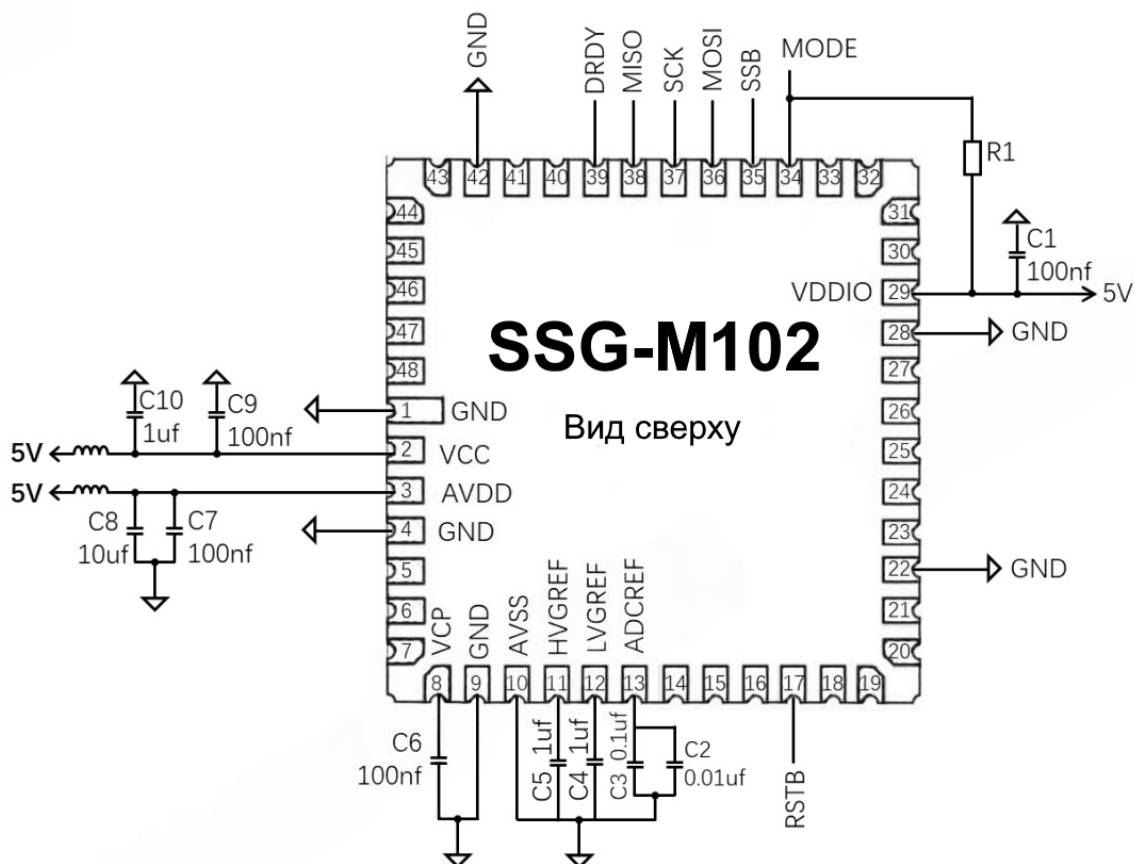 GND
DRDY
MISO
SCK
MOSI
SSB
MODE
43 42 41 40 39 38 37 36 35 34 33 32
R1
44
31
45
30
C1
100nf
46
VDDIO
29
5V
47
SSG-M102
28
GND
48
27
C10
1uf
C9
100nf
1
GND
Вид сверху
26
5V
2
VCC
25
5V
3
AVDD
24
C8
10uf
C7
100nf
4
GND
23
5
22
GND
6
21
7
20
VCP
GND
AVSS
HVGREF
LVGREF
ADCREF
8 9 10 11 12 13 14 15 16 17 18 19
C6
100nf
C5 1uf
C4 1uf
C3 0.1uf
C2
0.01uf
RSTB